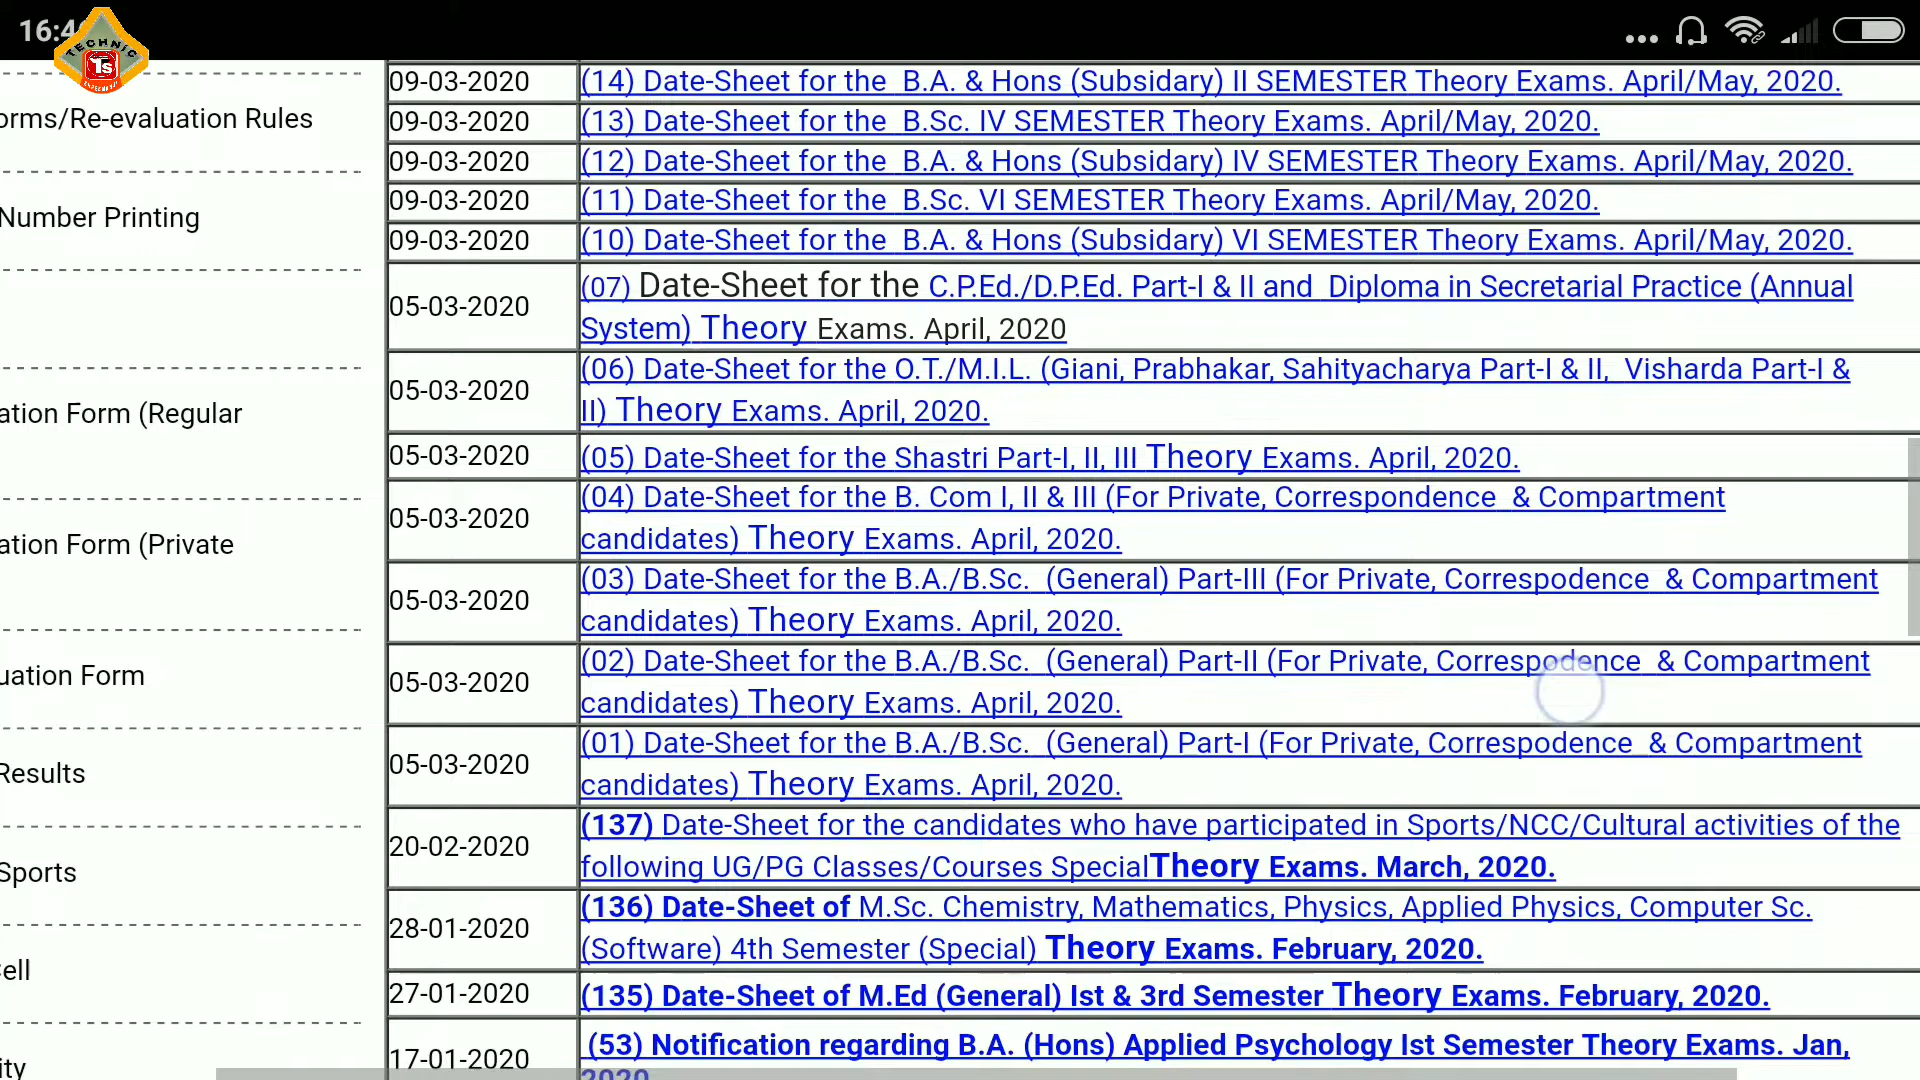 16:4
TECHNIC
Ts
orms/Re-evaluation Rules
Number Printing
ation Form (Regular
ation Form (Private
uation Form
Results
Sports
ell
ity
09-03-2020 (14) Date-Sheet for the B.A. & Hons (Subsidary) II SEMESTER Theory Exams. April/May, 2020.
09-03-2020 (13) Date-Sheet for the B.Sc. IV SEMESTER Theory Exams. April/May, 2020.
09-03-2020 (12) Date-Sheet for the B.A. & Hons (Subsidary) IV SEMESTER Theory Exams. April/May, 2020.
09-03-2020 (11) Date-Sheet for the B.Sc. VI SEMESTER Theory Exams. April/May, 2020.
09-03-2020 (10) Date-Sheet for the B.A. & Hons (Subsidary) VI SEMESTER Theory Exams. April/May, 2020.
05-03-2020 (07) Date-Sheet for the C.P.Ed./D.P.Ed. Part-I & II and Diploma in Secretarial Practice (Annual
System) Theory Exams. April, 2020
05-03-2020 (06) Date-Sheet for the O.T./M.I.L. (Giani, Prabhakar, Sahityacharya Part-I & II, Visharda Part-I &
II) Theory Exams. April, 2020.
05-03-2020 (05) Date-Sheet for the Shastri Part-I, II, III Theory Exams. April, 2020.
05-03-2020 (04) Date-Sheet for the B. Com I, II & III (For Private, Correspondence & Compartment
candidates) Theory Exams. April, 2020.
05-03-2020 (03) Date-Sheet for the B.A./B.Sc. (General) Part-III (For Private, Correspodence & Compartment
candidates) Theory Exams. April, 2020.
05-03-2020 (02) Date-Sheet for the B.A./B.Sc. (General) Part-II (For Private, Correspodence & Compartment
candidates) Theory Exams. April, 2020.
05-03-2020 (01) Date-Sheet for the B.A./B.Sc. (General) Part-I (For Private, Correspodence & Compartment
candidates) Theory Exams. April, 2020.
20-02-2020 (137) Date-Sheet for the candidates who have participated in Sports/NCC/Cultural activities of the
following UG/PG Classes/Courses SpecialTheory Exams. March, 2020.
28-01-2020 (136) Date-Sheet of M.Sc. Chemistry, Mathematics, Physics, Applied Physics, Computer Sc.
(Software) 4th Semester (Special) Theory Exams. February, 2020.
27-01-2020 (135) Date-Sheet of M.Ed (General) Ist & 3rd Semester Theory Exams. February, 2020.
17-01-2020 (53) Notification regarding B.A. (Hons) Applied Psychology Ist Semester Theory Exams. Jan,
2020